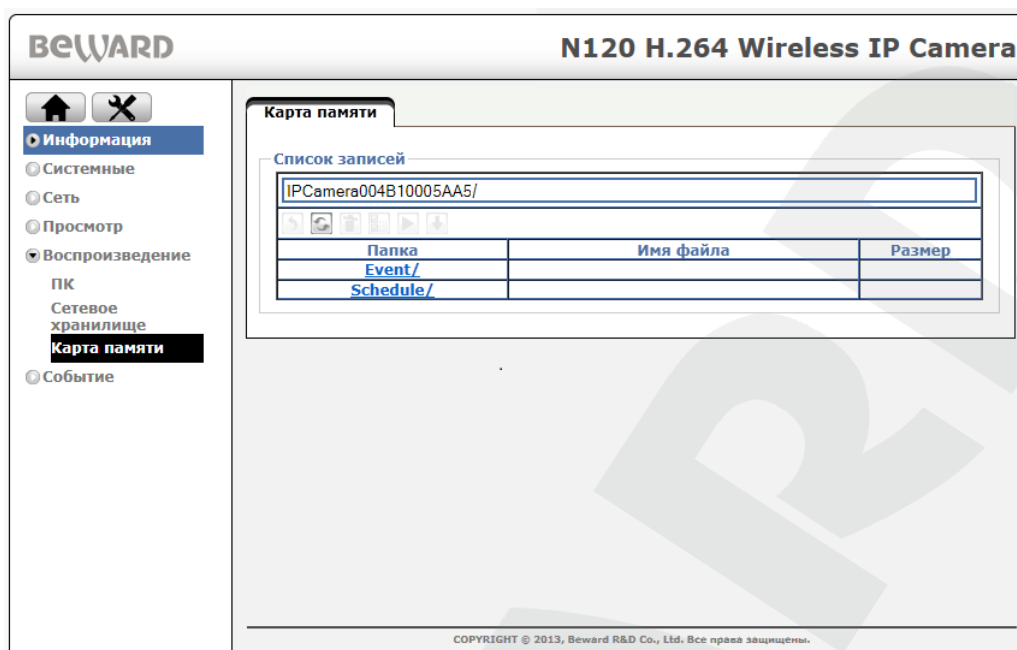 BEWARD
N120 H.264 Wireless IP Camera
Информация
Системные
Сеть
Просмотр
Воспроизведение
ПК
Сетевое
хранилище
Карта памяти
Событие
Карта памяти
Список записей
IPCamera004B10005AA5/
Папка Имя файла Размер
Event/
Schedule/
COPYRIGHT © 2013, Beward R&D Co., Ltd. Все права защищены.